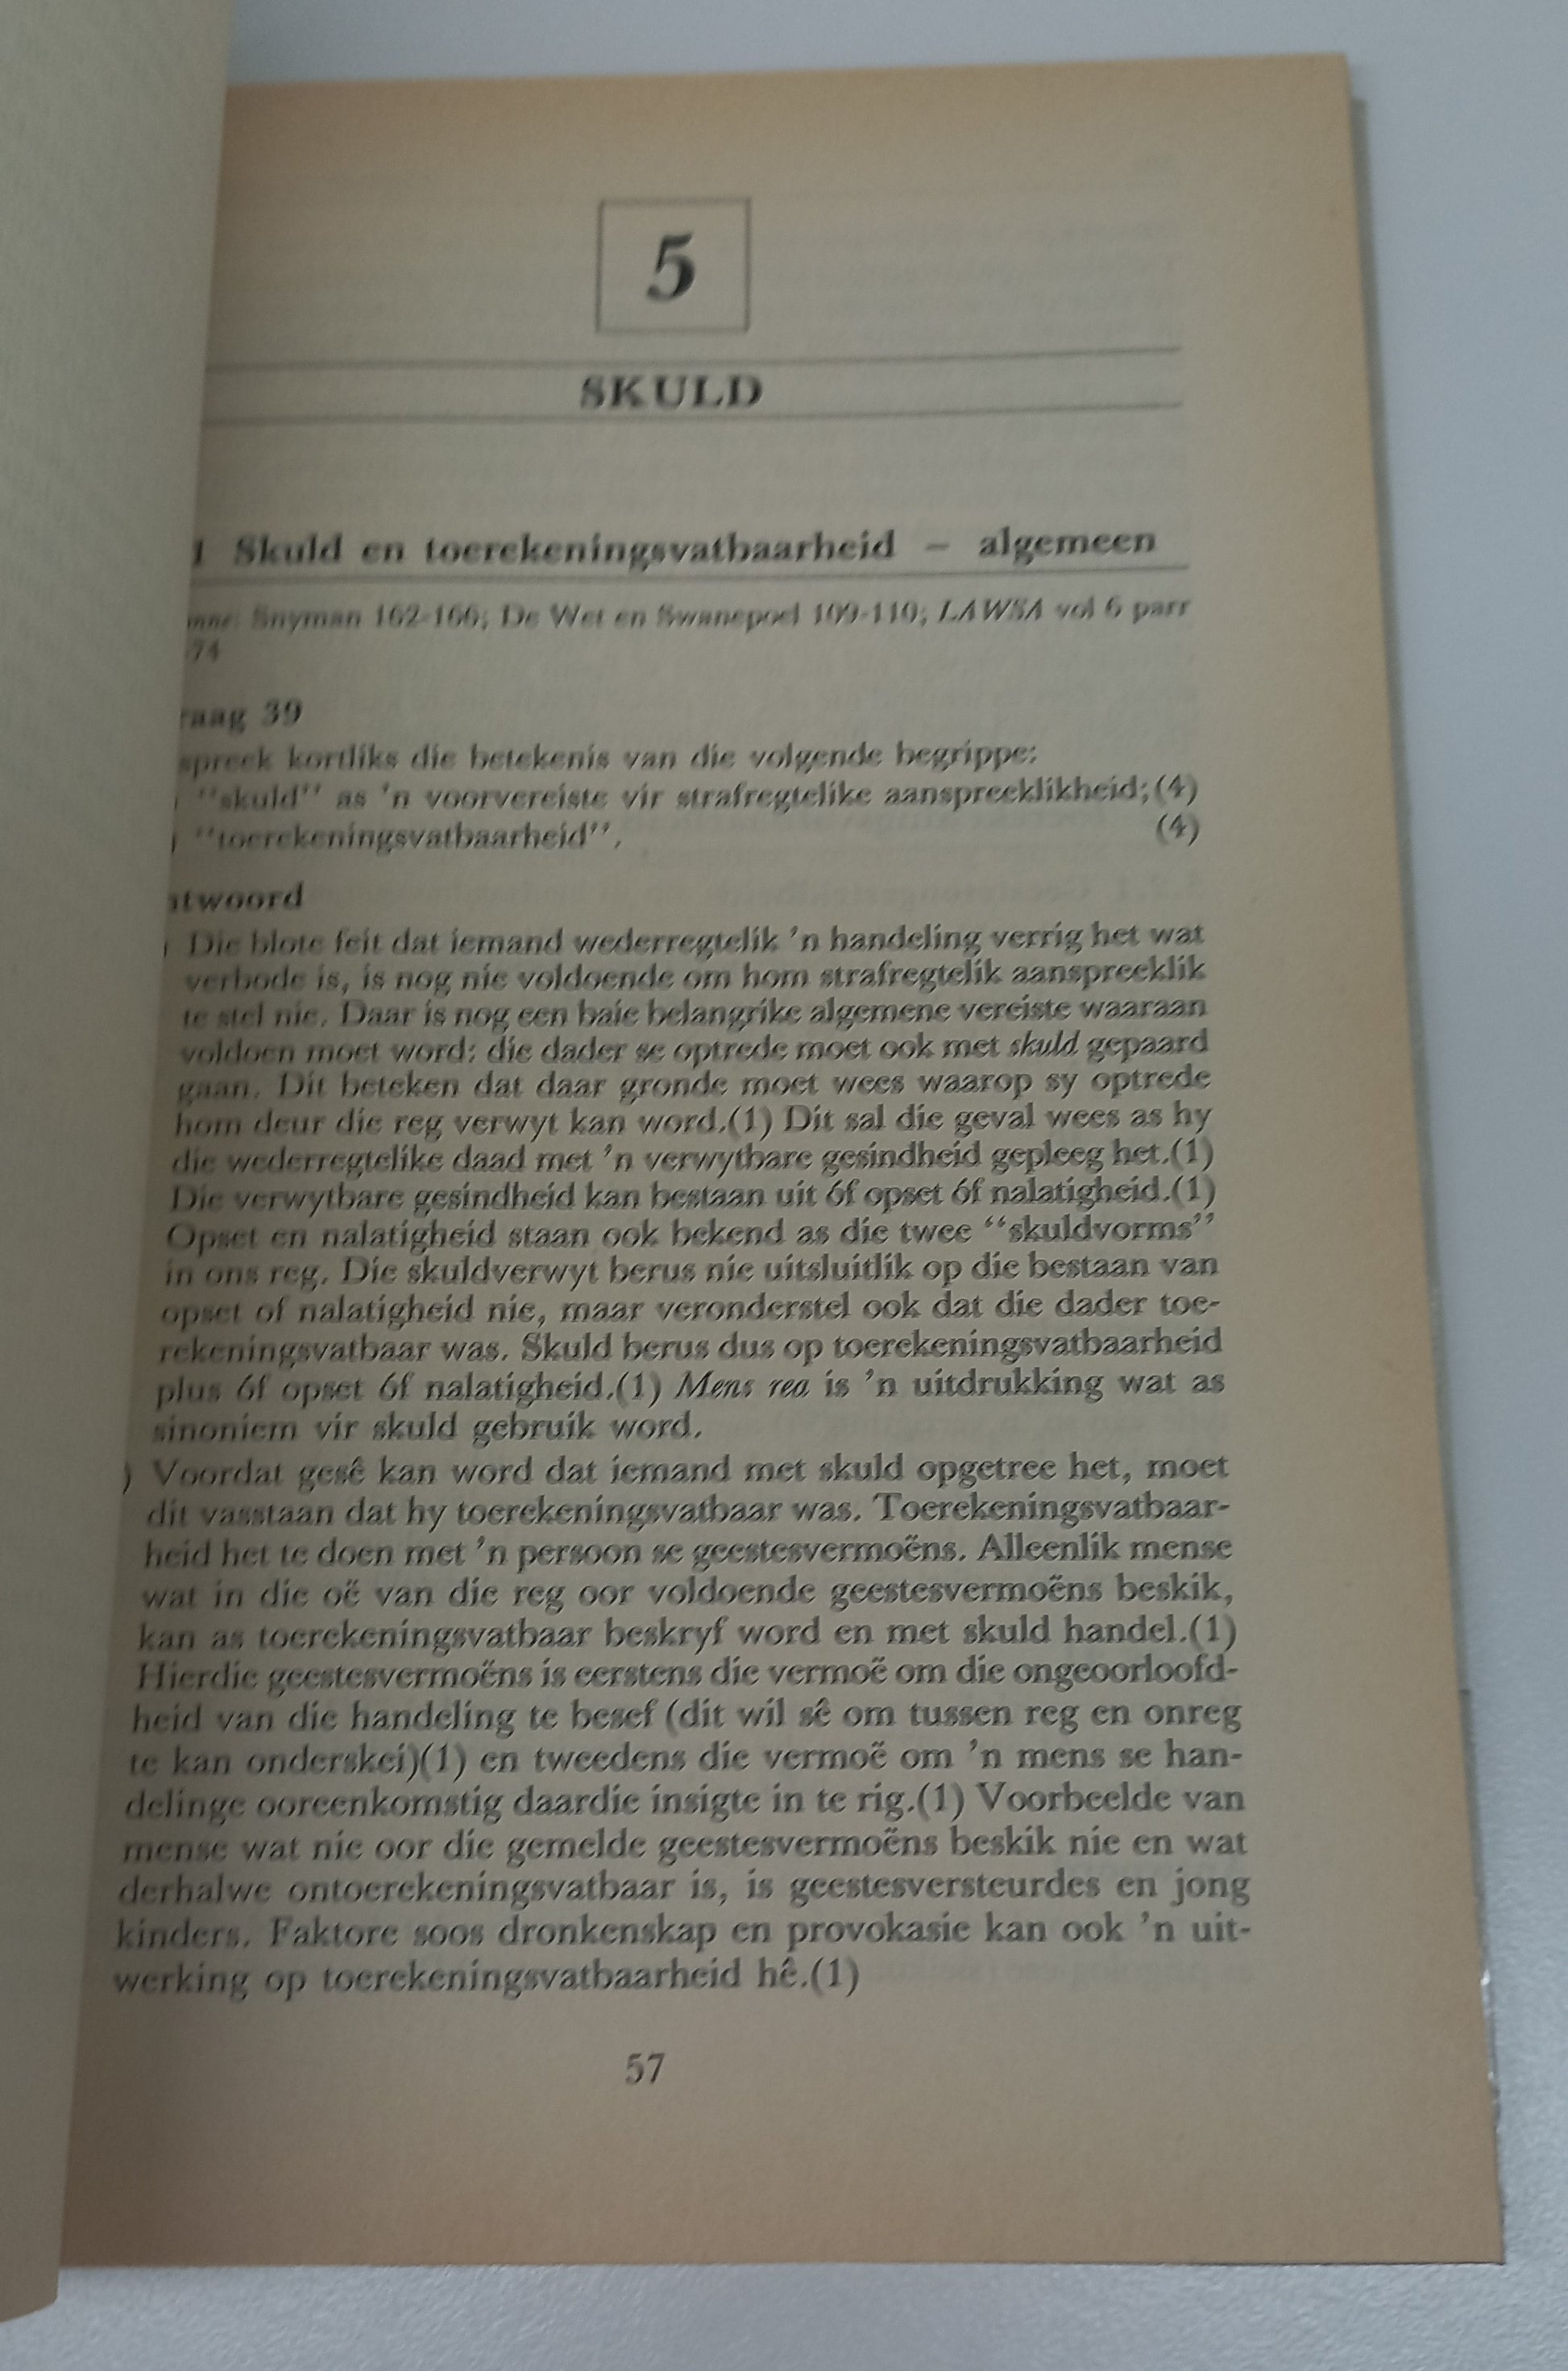 5
SKULD
1 Skuld en toerekeningsvatbaarheid – algemeen
Snyman 162-166; De Wet en Swanepoel 109-110; LAWSA vol 6 parr
74
39
kortliks die betekenis van die volgende begrippe:
"skuld" as 'n voorvereiste vir strafregtelike aanspreeklikheid;(4)
"toerekeningsvatbaarheid". (4)
Die blote feit dat iemand wederregtelik 'n handeling verrig het wat
verbode is, is nog nie voldoende om hom strafregtelik aanspreeklik
te stel nie. Daar is nog een baie belangrike algemene vereiste waaraan
voldoen moet word: die dader se optrede moet ook met skuld gepaard
gaan. Dit beteken dat daar gronde moet wees waarop sy optrede
hom deur die reg verwyt kan word.(1) Dit sal die geval wees as hy
die wederregtelike daad met 'n verwytbare gesindheid gepleeg het.(1)
Die verwytbare gesindheid kan bestaan uit óf opset óf nalatigheid.(1)
Opset en nalatigheid staan ook bekend as die twee "skuldvorms"
in ons reg. Die skuldverwyt berus nie uitsluitlik op die bestaan van
opset of nalatigheid nie, maar veronderstel ook dat die dader toe-
rekeningsvatbaar was. Skuld berus dus op toerekeningsvatbaarheid
plus óf opset óf nalatigheid.(1) Mens rea is 'n uitdrukking wat as
sinoniem vir skuld gebruik word.
) Voordat gesê kan word dat iemand met skuld opgetree het, moet
dit vasstaan dat hy toerekeningsvatbaar was. Toerekeningsvatbaar-
heid het te doen met 'n persoon se geestesvermoëns. Alleenlik mense
wat in die oë van die reg oor voldoende geestesvermoëns beskik,
kan as toerekeningsvatbaar beskryf word en met skuld handel.(1)
Hierdie geestesvermoëns is eerstens die vermoë om die ongeoorloofd-
heid van die handeling te besef (dit wil sê om tussen reg en onreg
te kan onderskei)(1) en tweedens die vermoë om 'n mens se han-
delinge ooreenkomstig daardie insigte in te rig.(1) Voorbeelde van
mense wat nie oor die gemelde geestesvermoëns beskik nie en wat
derhalwe ontoerekeningsvatbaar is, is geestesversteurdes en jong
kinders. Faktore soos dronkenskap en provokasie kan ook 'n uit-
werking op toerekeningsvatbaarheid hê.(1)
57